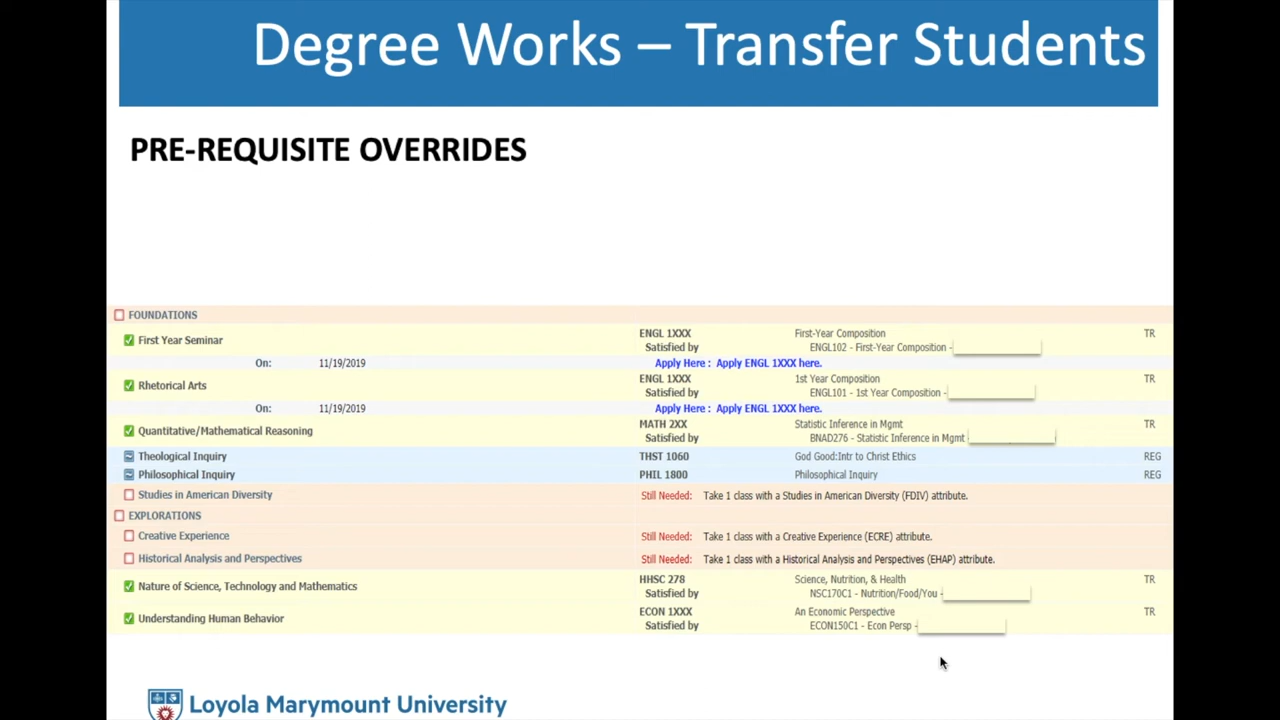 Degree Works – Transfer Students
PRE-REQUISITE OVERRIDES
FOUNDATIONS
First Year Seminar ENGL 1XXX First-Year Composition TR
Satisfied by ENGL102 - First-Year Composition -
On: 11/19/2019 Apply Here : Apply ENGL 1XXX here.
Rhetorical Arts ENGL 1XXX 1st Year Composition TR
Satisfied by ENGL101 - 1st Year Composition -
On: 11/19/2019 Apply Here : Apply ENGL 1XXX here.
Quantitative/Mathematical Reasoning MATH 2XX Statistic Inference in Mgmt TR
Satisfied by BNAD276 - Statistic Inference in Mgmt
Theological Inquiry THST 1060 God Good:Intr to Christ Ethics REG
Philosophical Inquiry PHIL 1800 Philosophical Inquiry REG
Studies in American Diversity Still Needed: Take 1 class with a Studies in American Diversity (FDIV) attribute.
EXPLORATIONS
Creative Experience Still Needed: Take 1 class with a Creative Experience (ECRE) attribute.
Historical Analysis and Perspectives Still Needed: Take 1 class with a Historical Analysis and Perspectives (EHAP) attribute.
Nature of Science, Technology and Mathematics HHSC 278 Science, Nutrition, & Health TR
Satisfied by NSC170C1 - Nutrition/Food/You -
Understanding Human Behavior ECON 1XXX An Economic Perspective TR
Satisfied by ECON150C1 - Econ Persp -
Loyola Marymount University